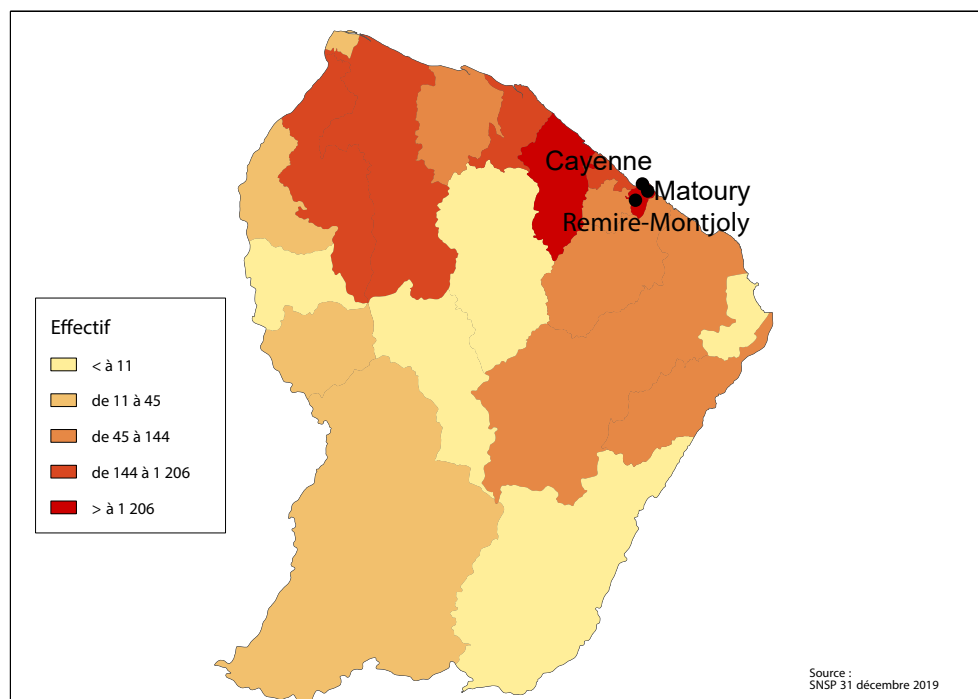 Cayenne
Matoury
Remire-Montjoly
Effectif
< à 11
de 11 à 45
de 45 à 144
de 144 à 1 206
> à 1 206
Source :
SNSP 31 décembre 2019